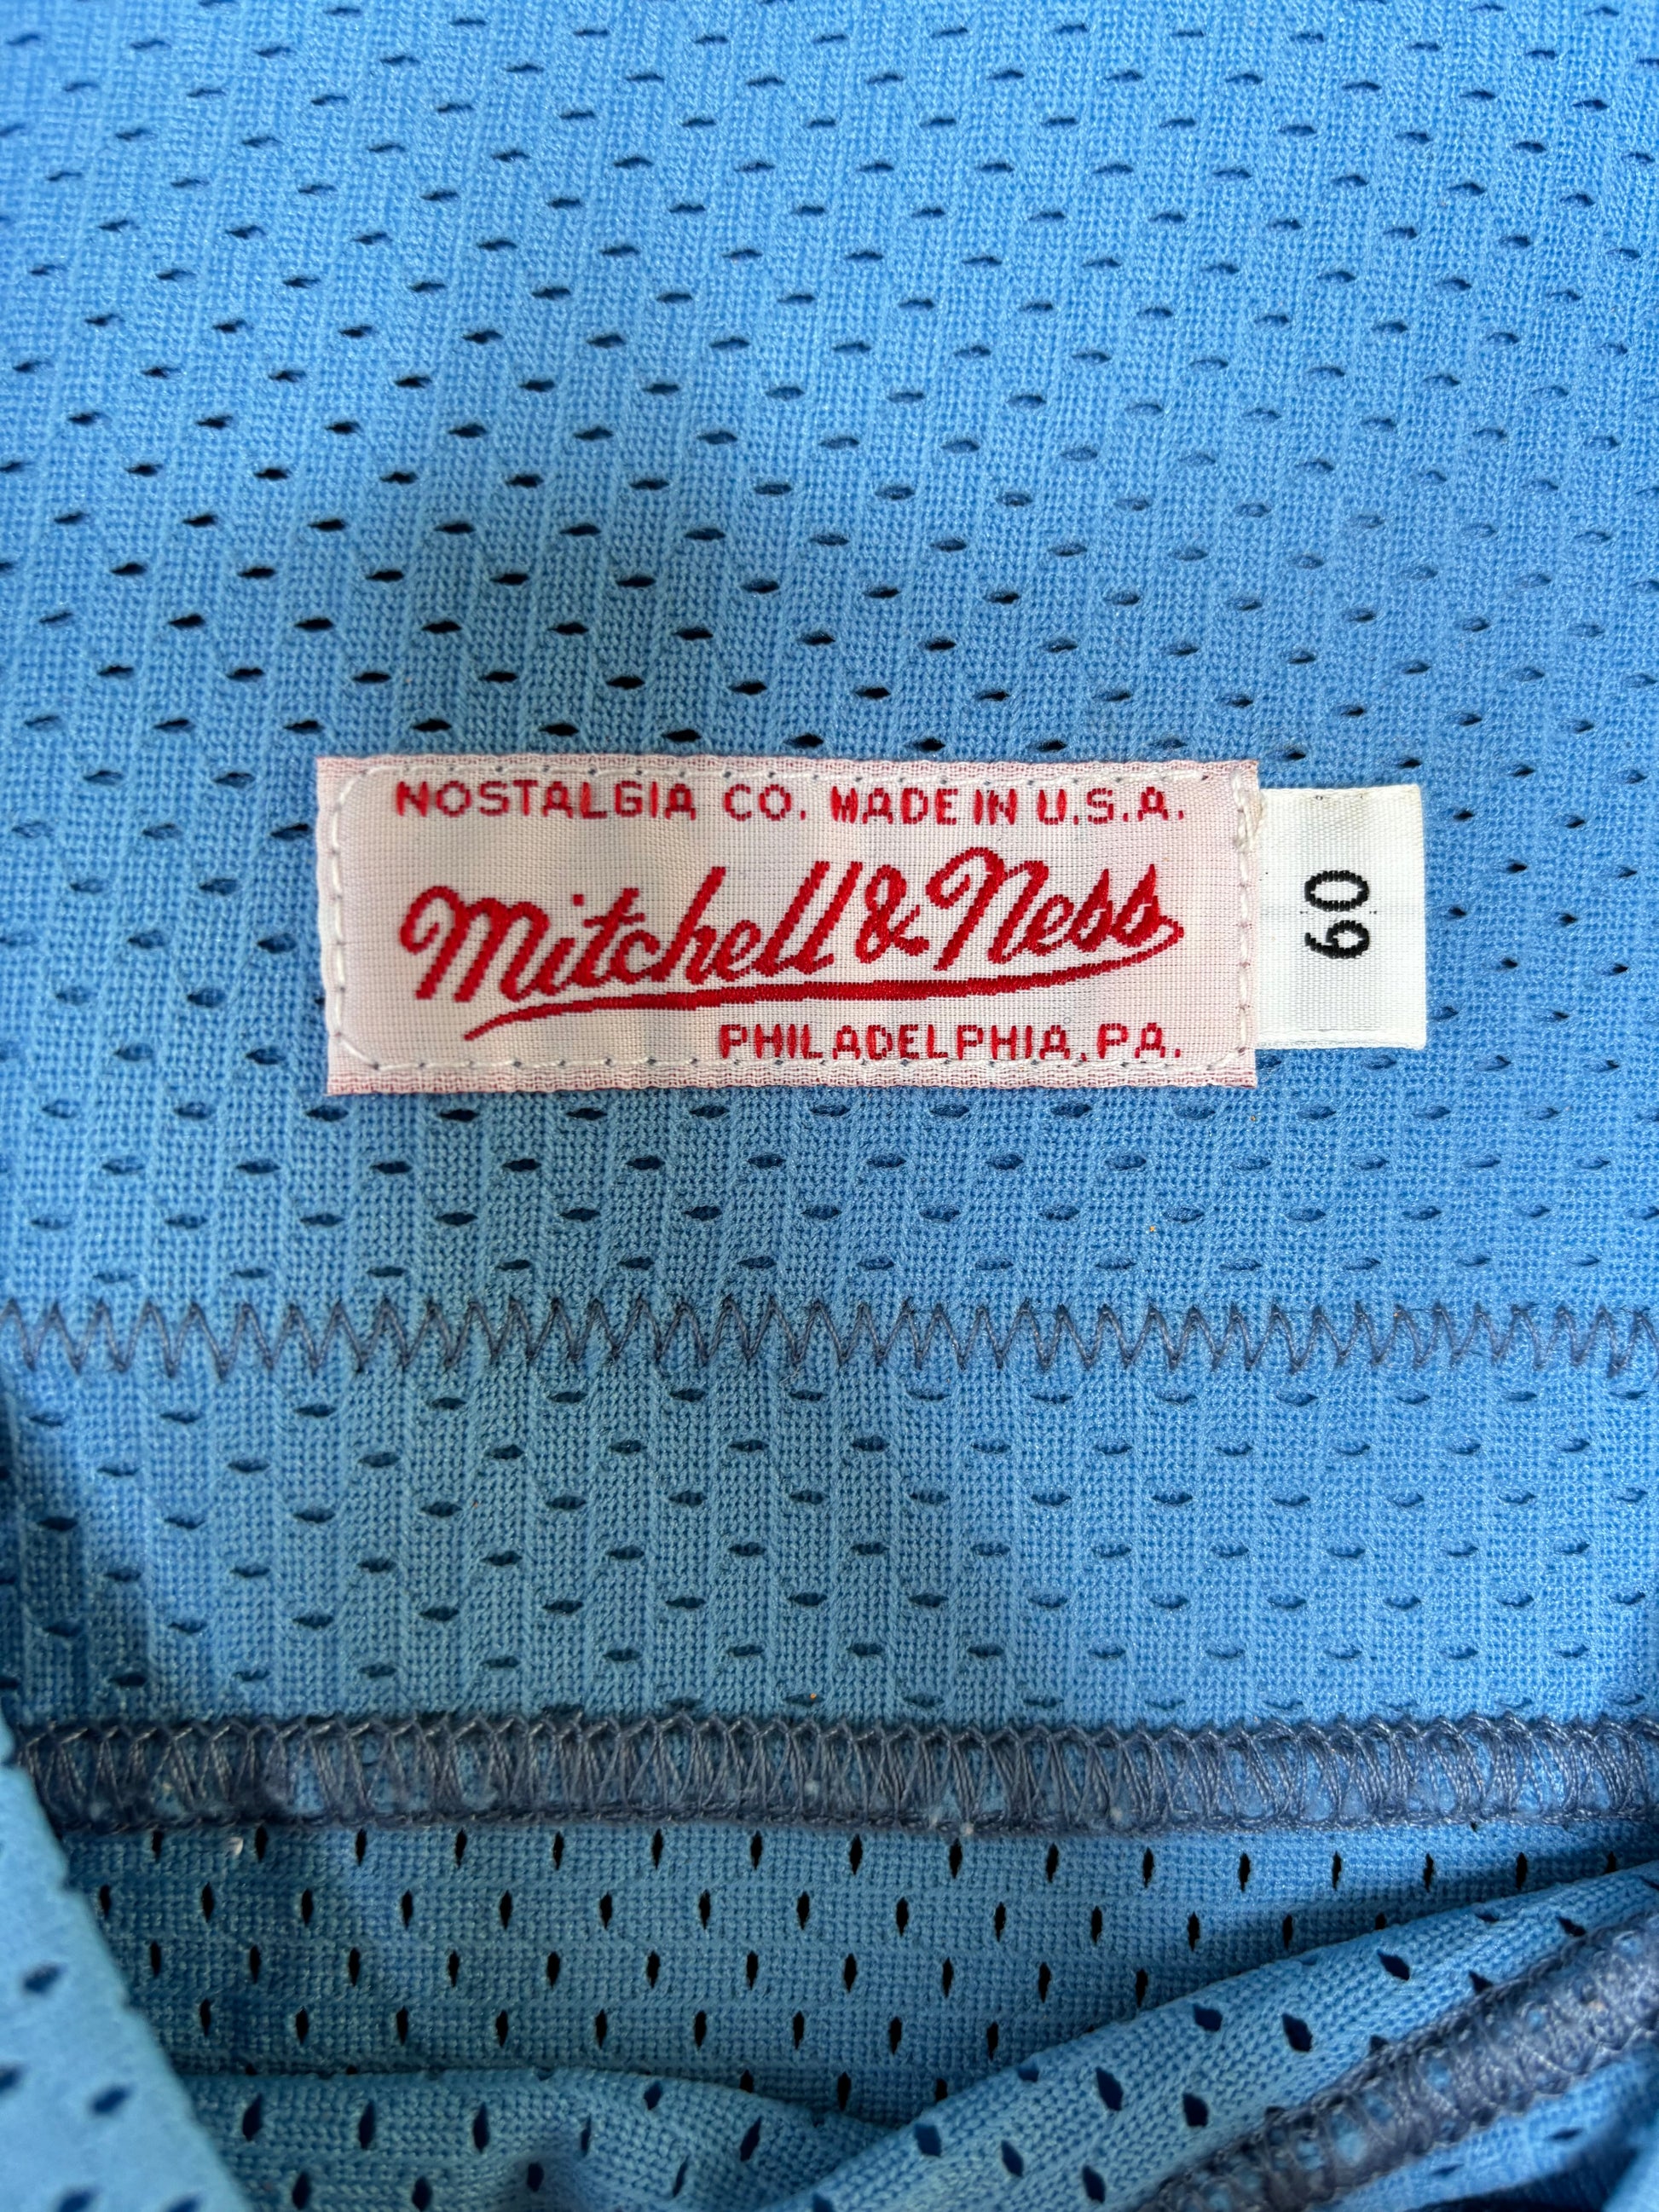 NOSTALGIA CO. MADE IN U.S.A.
Mitchell & Ness
PHILADELPHIA, PA.
60